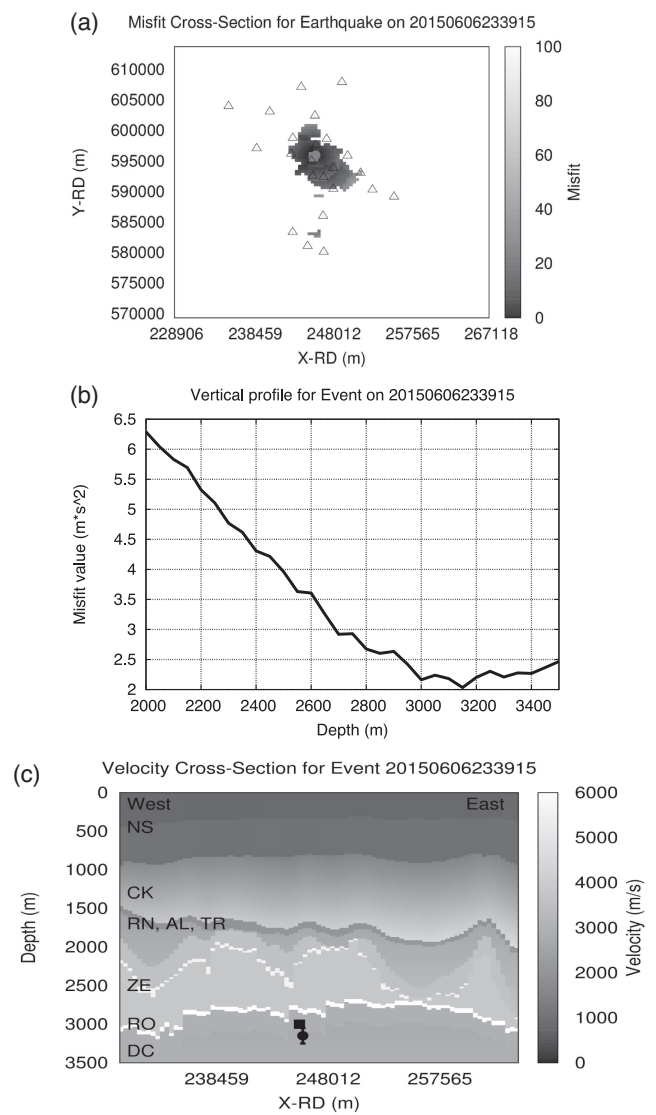 (a)
Misfit Cross-Section for Earthquake on 20150606233915
610000
605000
600000
595000
590000
585000
580000
575000
570000
Y-RD (m)
228906 238459 248012 257565 267118
X-RD (m)
100
80
60
40
20
0
Misfit
(b)
Vertical profile for Event on 20150606233915
6.5
6
5.5
5
4.5
4
3.5
3
2.5
2
Misfit value (m*s^2)
2000 2200 2400 2600 2800 3000 3200 3400
Depth (m)
(c)
Velocity Cross-Section for Event 20150606233915
0
500
1000
1500
2000
2500
3000
3500
Depth (m)
West East
NS
CK
RN, AL, TR
ZE
RO
DC
238459 248012 257565
X-RD (m)
6000
5000
4000
3000
2000
1000
0
Velocity (m/s)